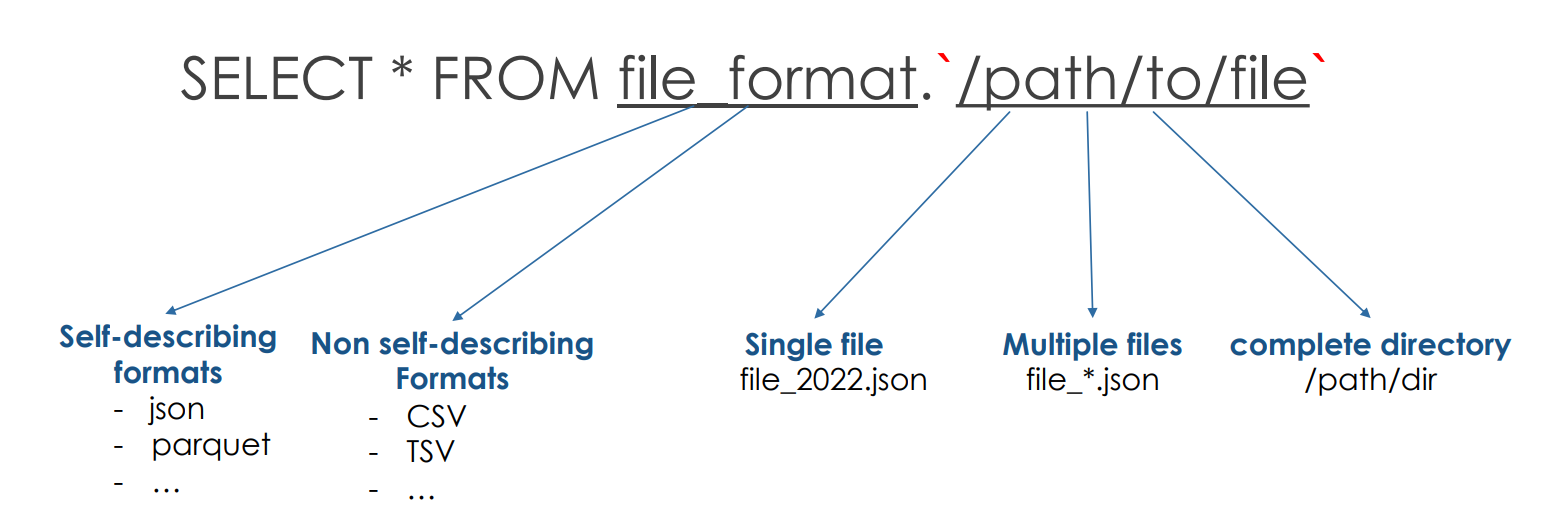 SELECT * FROM file_format.`/path/to/file`
Self-describing
formats
- json
- parquet
- ...
Non self-describing
Formats
- CSV
- TSV
- ...
Single file
file_2022.json
Multiple files
file_*.json
complete directory
/path/dir